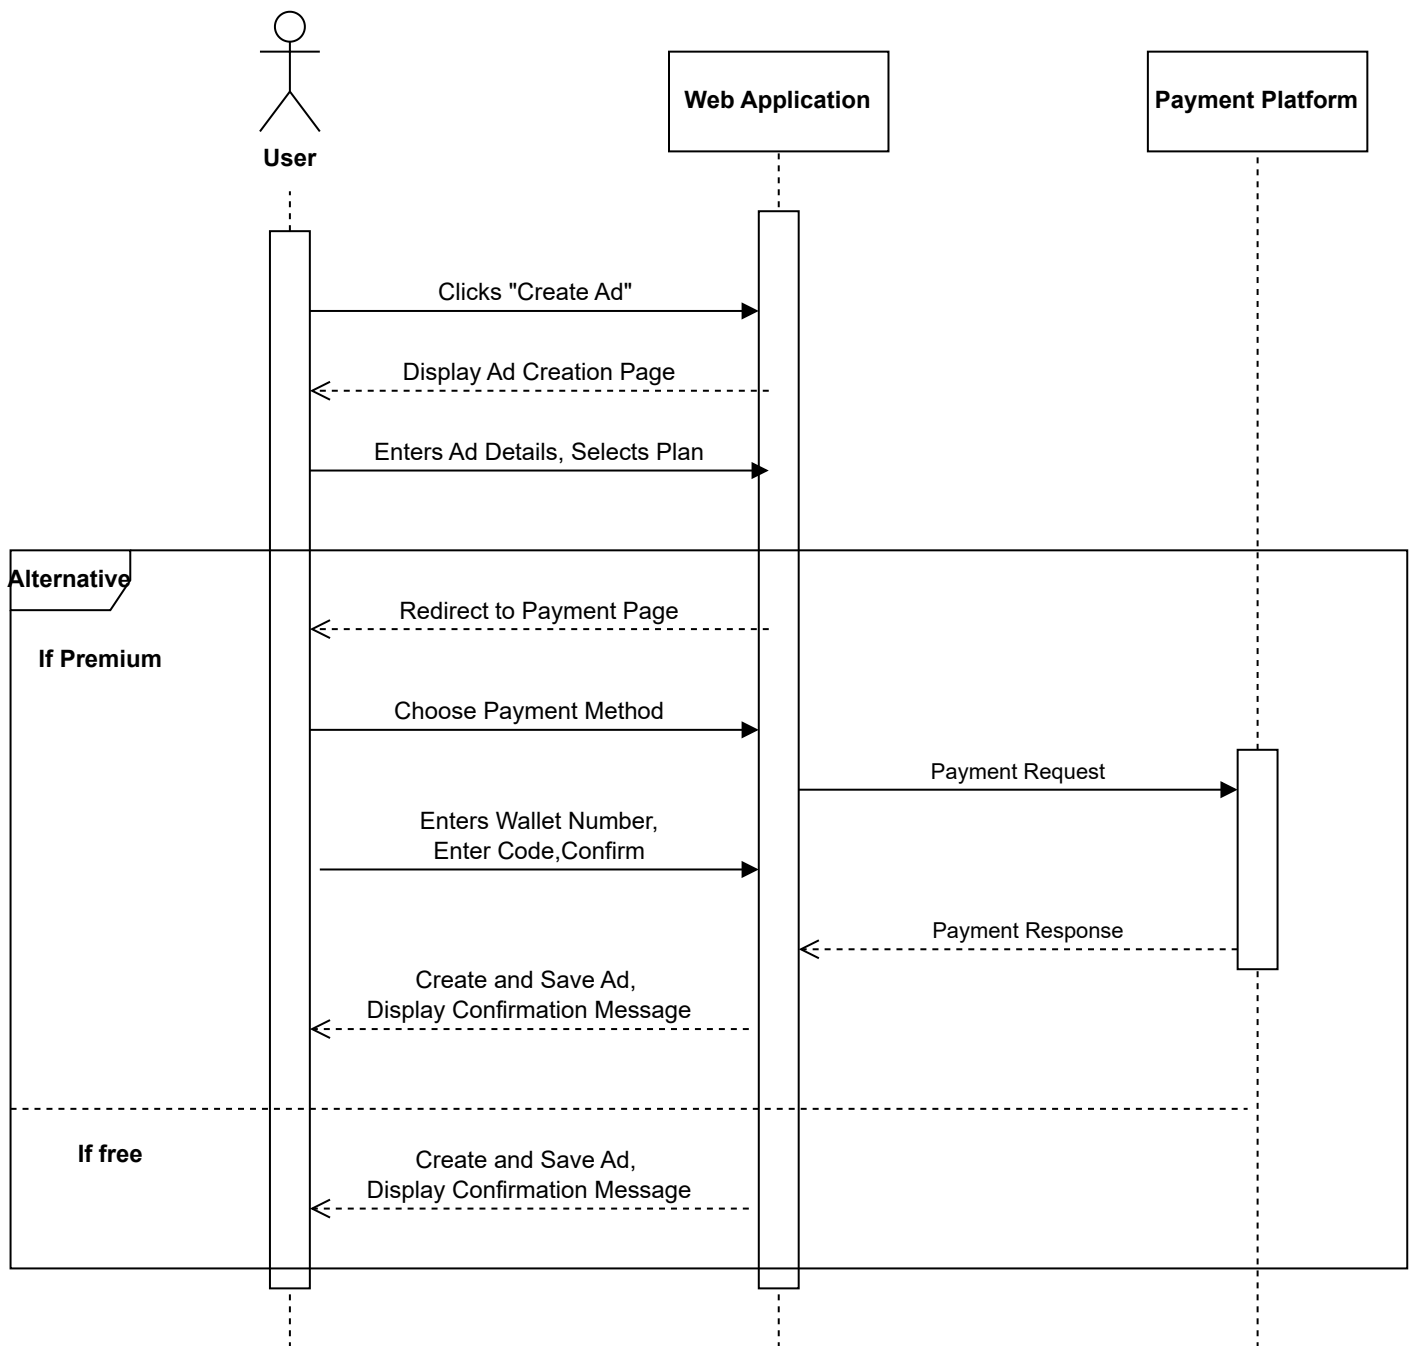 User
Web Application
Payment Platform
Clicks "Create Ad"
Display Ad Creation Page
Enters Ad Details, Selects Plan
Alternative
Redirect to Payment Page
If Premium
Choose Payment Method
Payment Request
Enters Wallet Number,
Enter Code,Confirm
Payment Response
Create and Save Ad,
Display Confirmation Message
If free
Create and Save Ad,
Display Confirmation Message